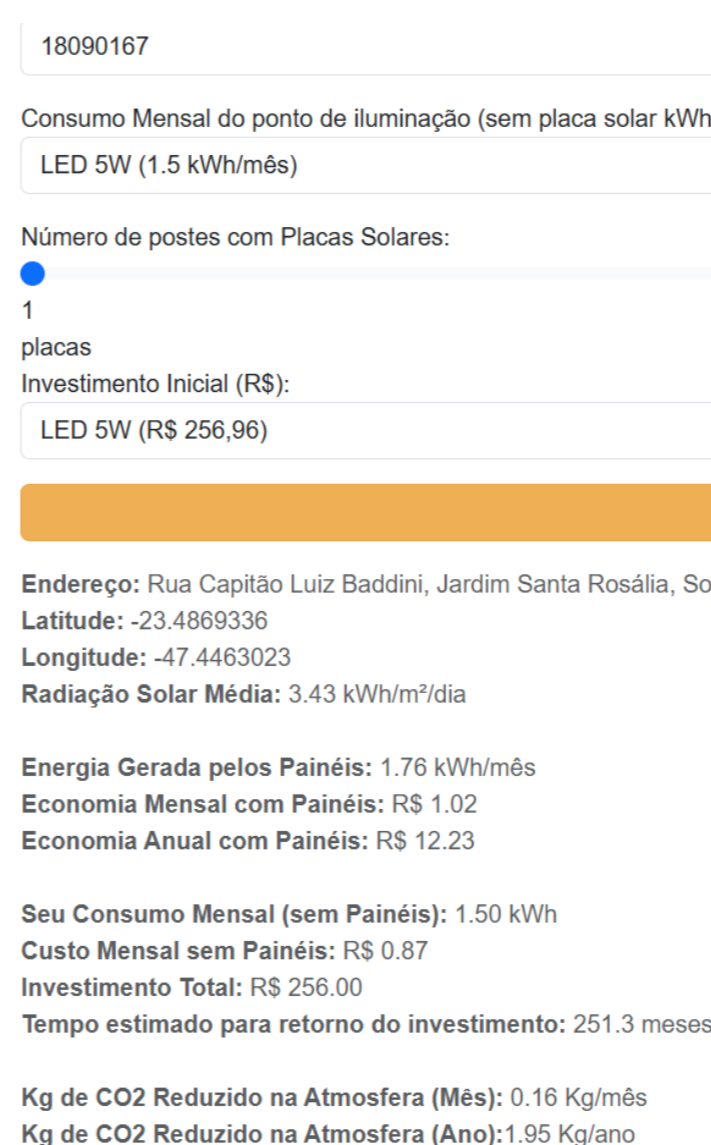 18090167
Consumo Mensal do ponto de iluminação (sem placa solar kWh
LED 5W (1.5 kWh/mês)
Número de postes com Placas Solares:
1
placas
Investimento Inicial (R$):
LED 5W (R$ 256,96)
Endereço: Rua Capitão Luiz Baddini, Jardim Santa Rosália, So
Latitude: -23.4869336
Longitude: -47.4463023
Radiação Solar Média: 3.43 kWh/m²/dia
Energia Gerada pelos Painéis: 1.76 kWh/mês
Economia Mensal com Painéis: R$ 1.02
Economia Anual com Painéis: R$ 12.23
Seu Consumo Mensal (sem Painéis): 1.50 kWh
Custo Mensal sem Painéis: R$ 0.87
Investimento Total: R$ 256.00
Tempo estimado para retorno do investimento: 251.3 meses
Kg de CO2 Reduzido na Atmosfera (Mês): 0.16 Kg/mês
Kg de CO2 Reduzido na Atmosfera (Ano):1.95 Kg/ano